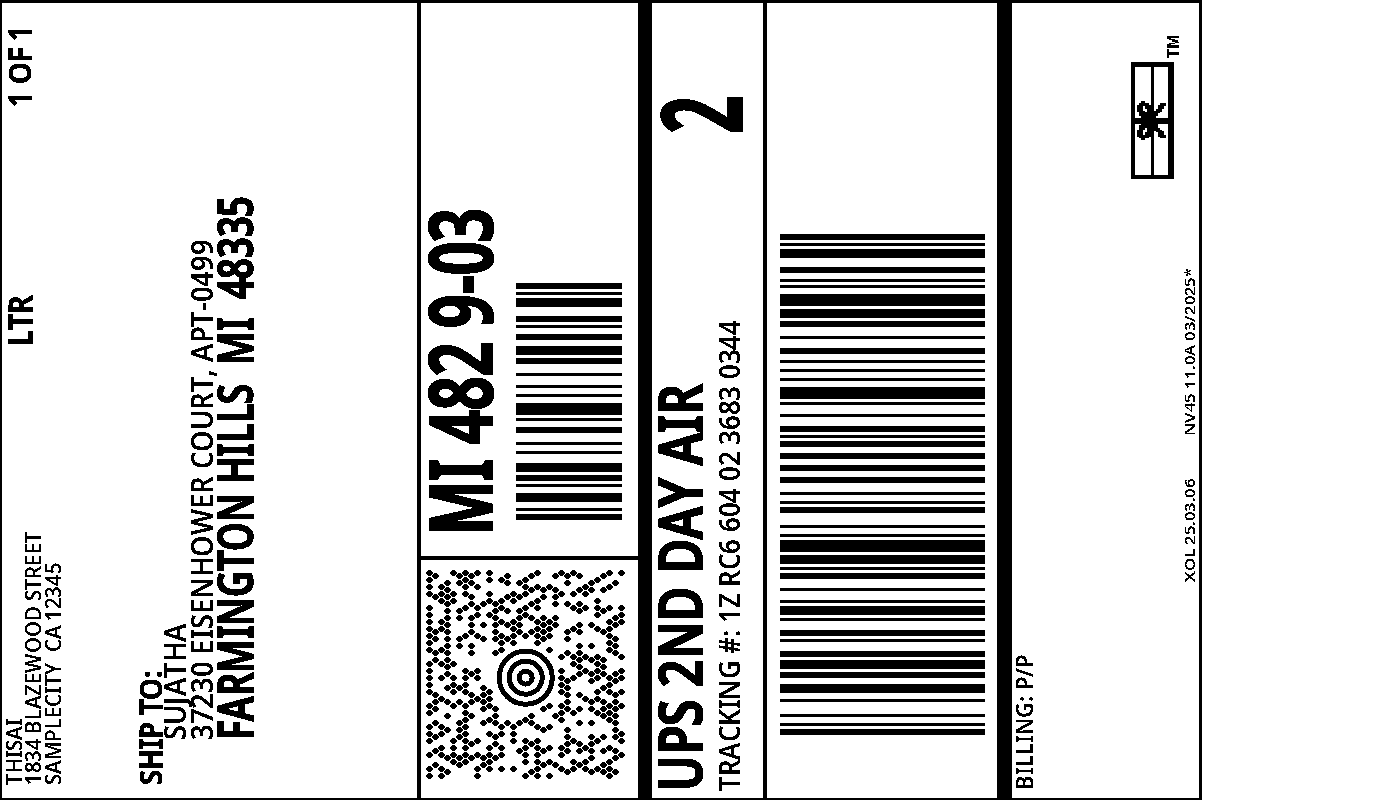 THISAI
1834 BLAZEWOOD STREET
SAMPLECITY CA 12345
LTR
1 OF 1
SHIP TO:
SUJATHA
37230 EISENHOWER COURT, APT-0499
FARMINGTON HILLS MI 48335
MI 482 9-03
UPS 2ND DAY AIR
2
TRACKING #: 1Z RC6 604 02 3683 0344
BILLING: P/P
XOL 25.03.06 NV45 11.0A 03/2025*
TM